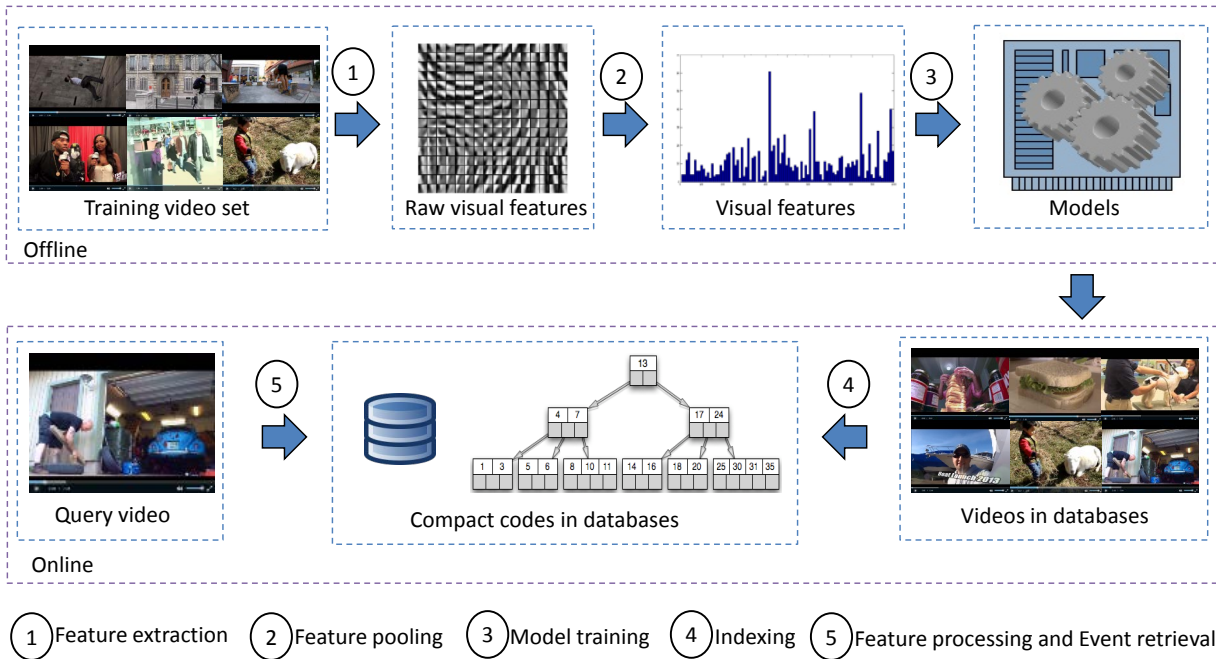 1
2
3
Training video set
Raw visual features
Visual features
Models
Offline
5
4
13
4 7
17 24
1 3
5 6
8 10 11
14 16
18 20
25 30 31 35
2013
Query video
Compact codes in databases
Videos in databases
Online
1 Feature extraction
2 Feature pooling
3 Model training
4 Indexing
5 Feature processing and Event retrieval